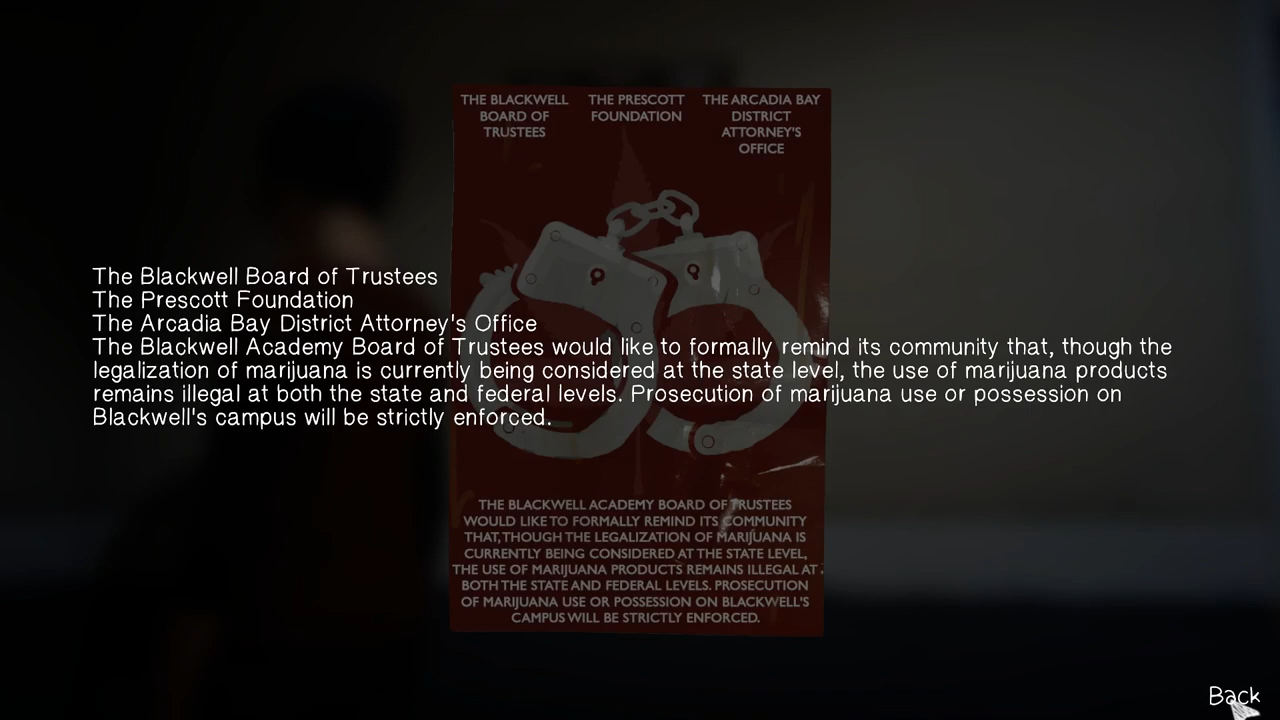 THE BLACKWELL
BOARD OF
TRUSTEES
THE PRESCOTT
FOUNDATION
THE ARCADIA BAY
DISTRICT
ATTORNEY'S
OFFICE
The Blackwell Board of Trustees
The Prescott Foundation
The Arcadia Bay District Attorney's Office
The Blackwell Academy Board of Trustees would like to formally remind its community that, though the
legalization of marijuana is currently being considered at the state level, the use of marijuana products
remains illegal at both the state and federal levels. Prosecution of marijuana use or possession on
Blackwell's campus will be strictly enforced.
THE BLACKWELL ACADEMY BOARD OF TRUSTEES
WOULD LIKE TO FORMALLY REMIND ITS COMMUNITY
THAT, THOUGH THE LEGALIZATION OF MARIJUANA IS
CURRENTLY BEING CONSIDERED AT THE STATE LEVEL,
THE USE OF MARIJUANA PRODUCTS REMAINS ILLEGAL AT
BOTH THE STATE AND FEDERAL LEVELS. PROSECUTION
OF MARIJUANA USE OR POSSESSION ON BLACKWELL'S
CAMPUS WILL BE STRICTLY ENFORCED.
Back